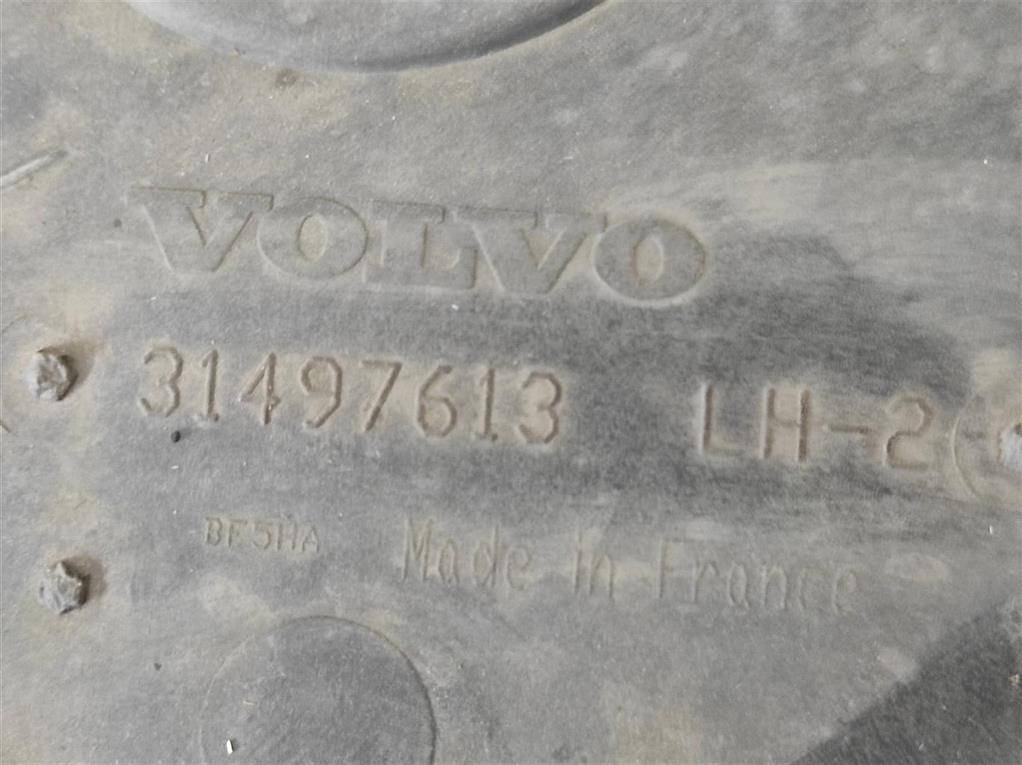 VOLVO
31497613 LH-2
BF5HA Made in France